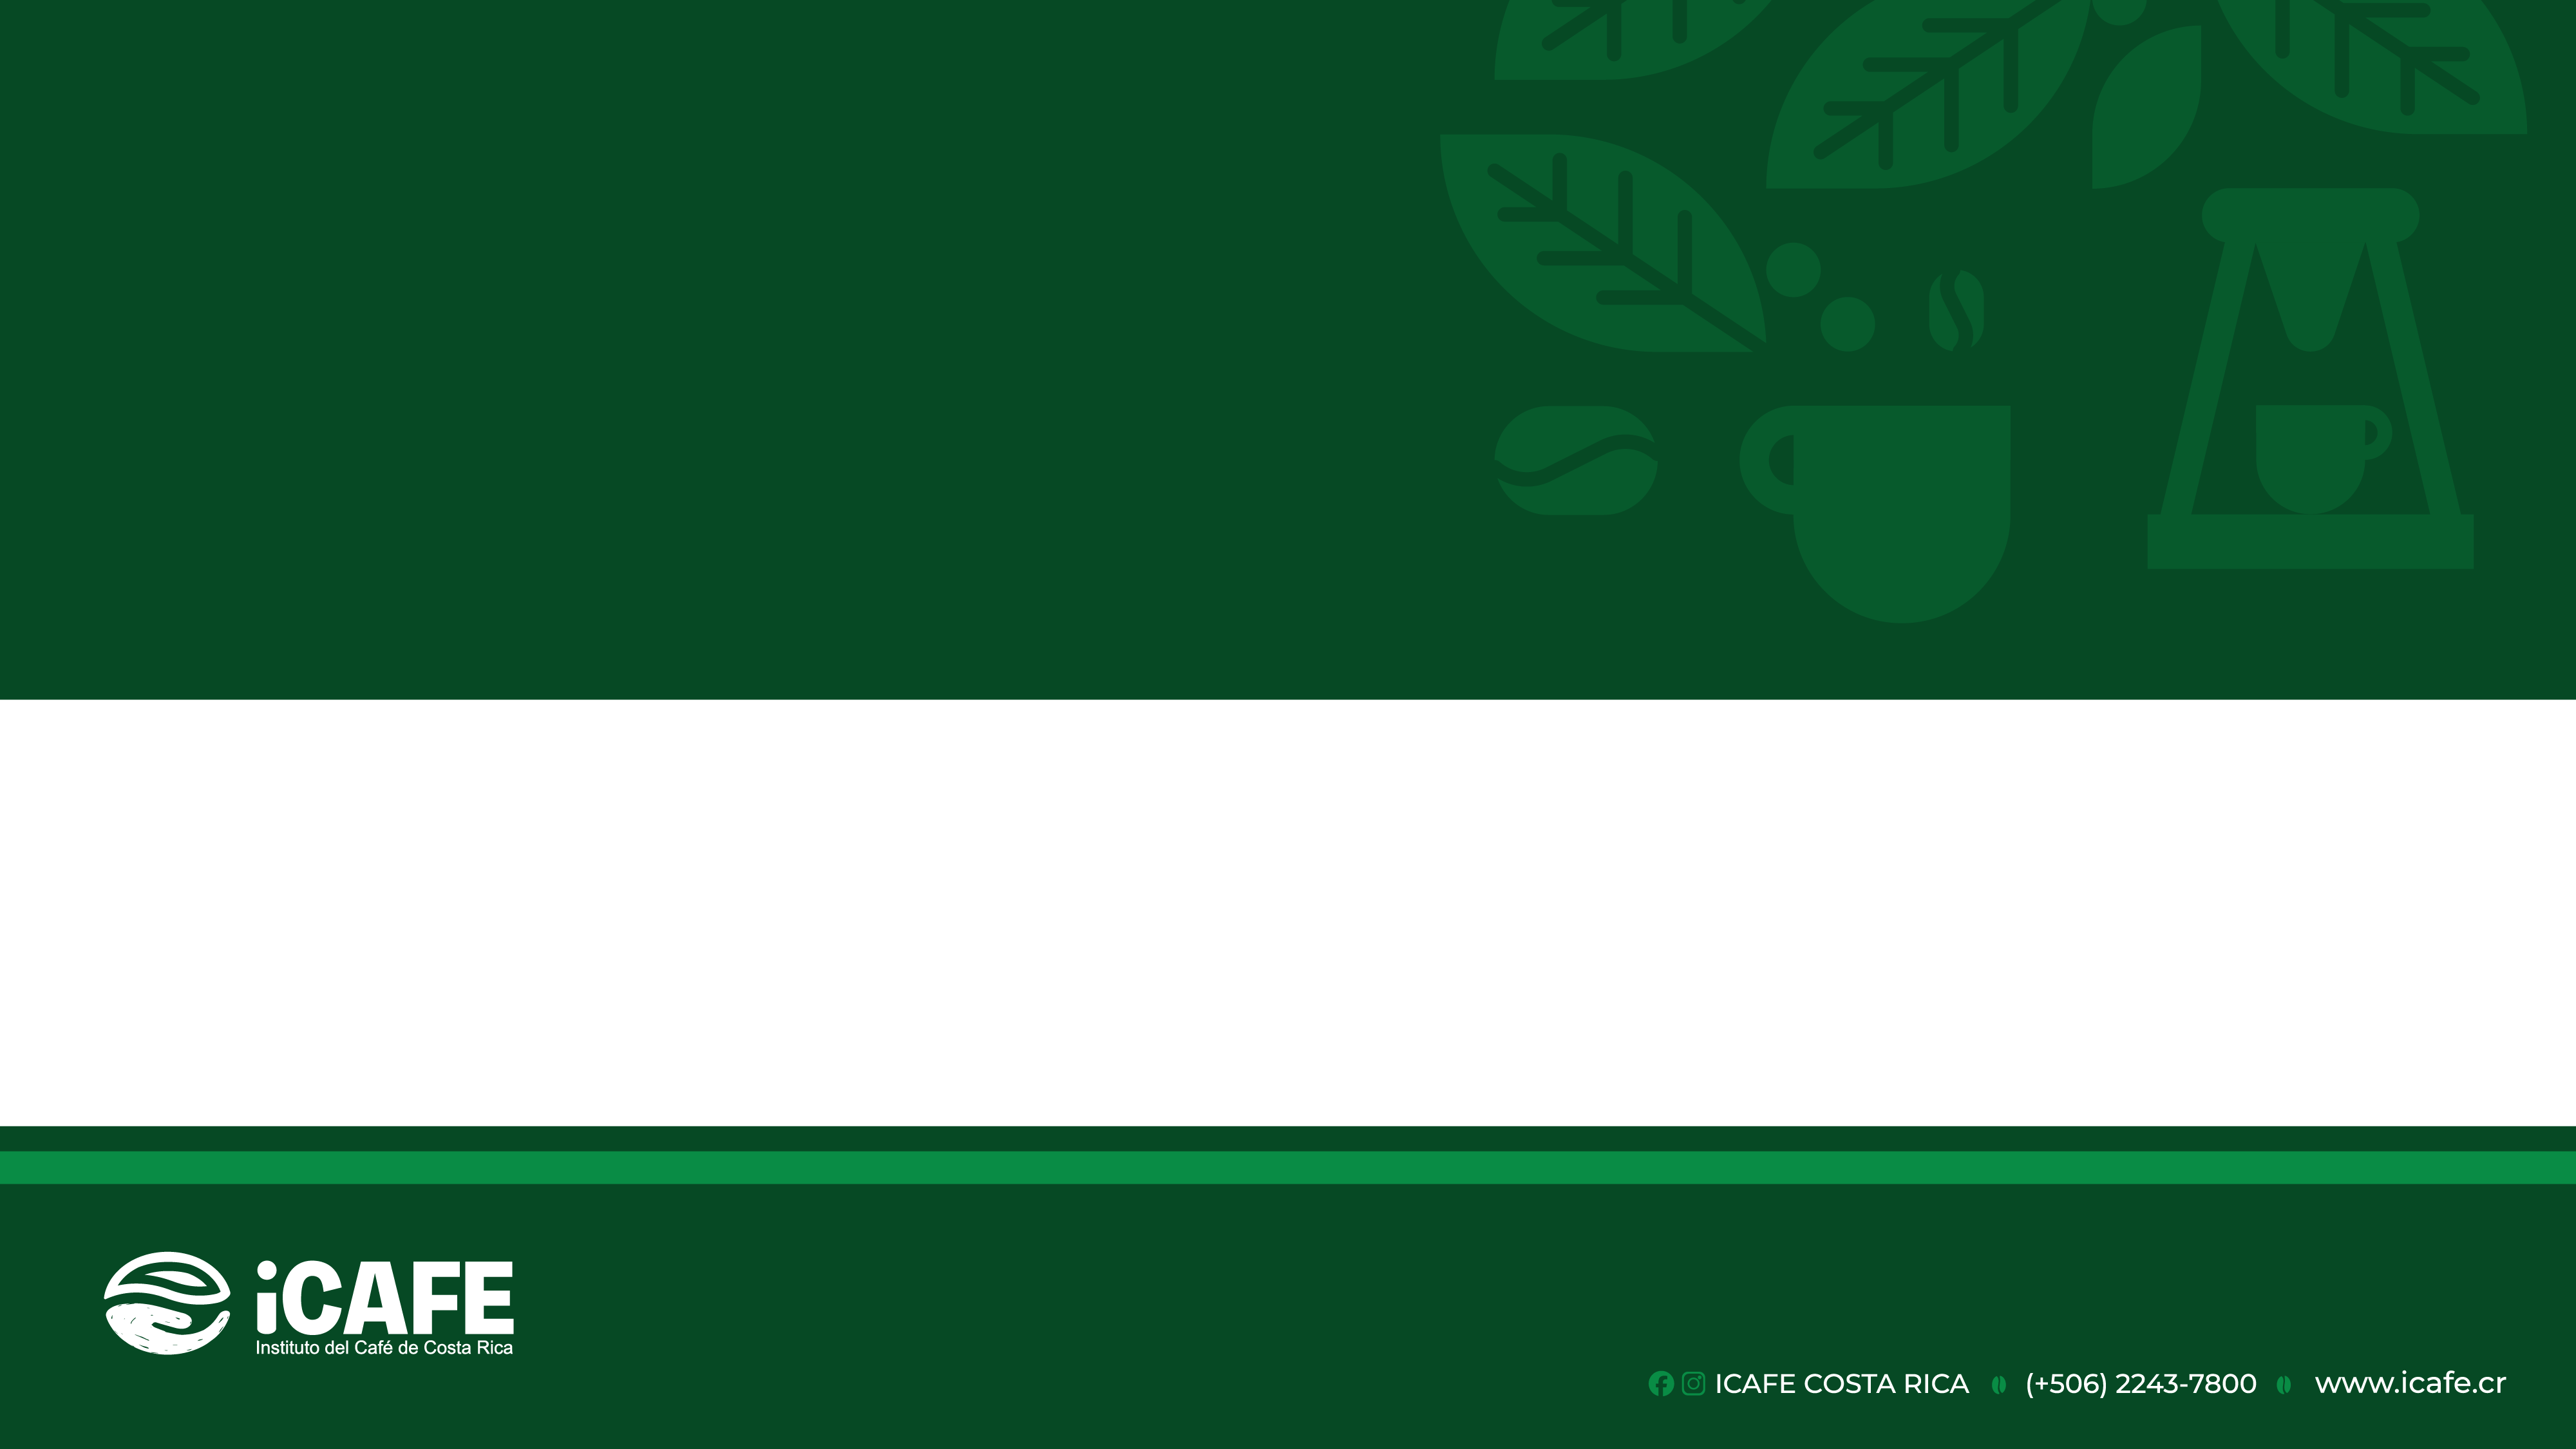 iCAFE
Instituto del Café de Costa Rica
ICAFE COSTA RICA (+506) 2243-7800 www.icafe.cr